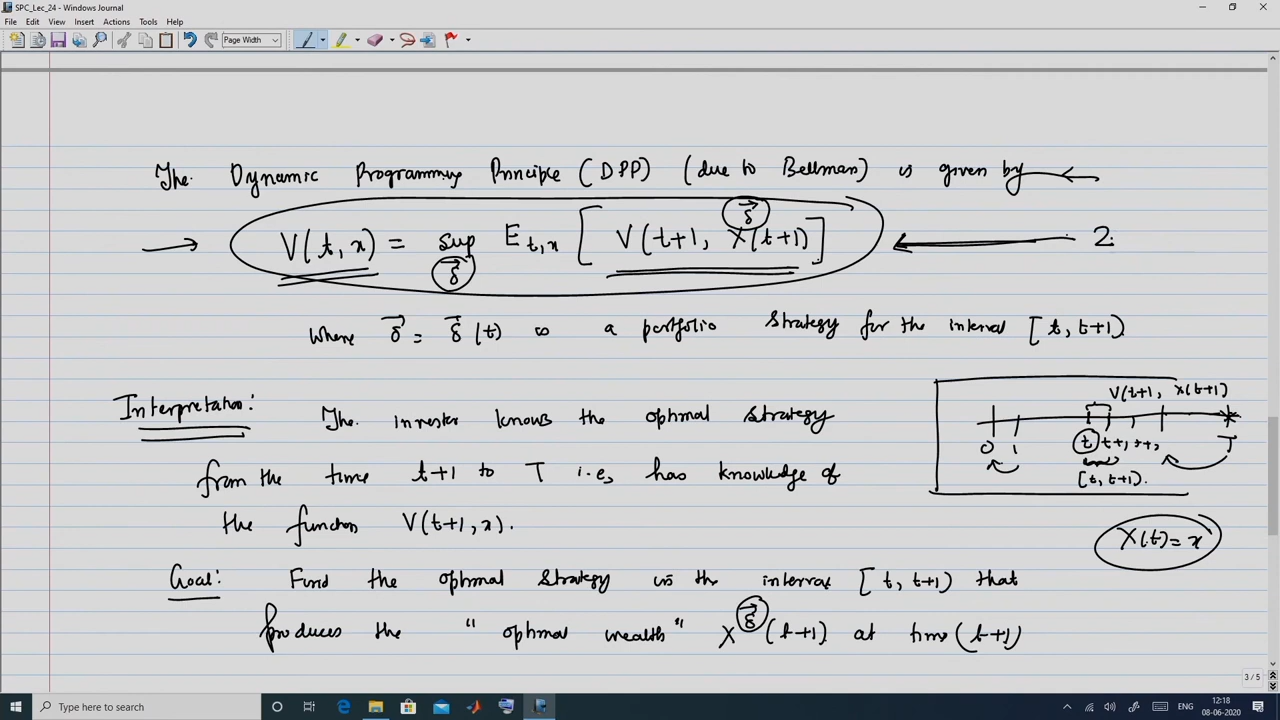 SPC_Lec_24 - Windows Journal
File Edit View Insert Actions Tools Help
Page Width
The Dynamic Programming Principle (DPP) (due to Bellman) is given by
V(t, x) = sup E t,x [ V(t+1, X(t+1) ] 2.
δ⃗
δ⃗
where δ⃗ = δ⃗ (t) is a portfolio strategy for the interval [t, t+1)
V(t+1, X(t+1)
Interpretation: The investor knows the optimal strategy
0 1 t t+1 T
from the time t+1 to T i.e, has knowledge of
[t, t+1).
the function V(t+1, x).
X(t) = x
Goal: Find the optimal strategy in the interval [t, t+1) that
produces the "optimal wealth" X δ⃗ (t+1) at time (t+1)
3 / 5
Type here to search
ENG
12:18
08-06-2020